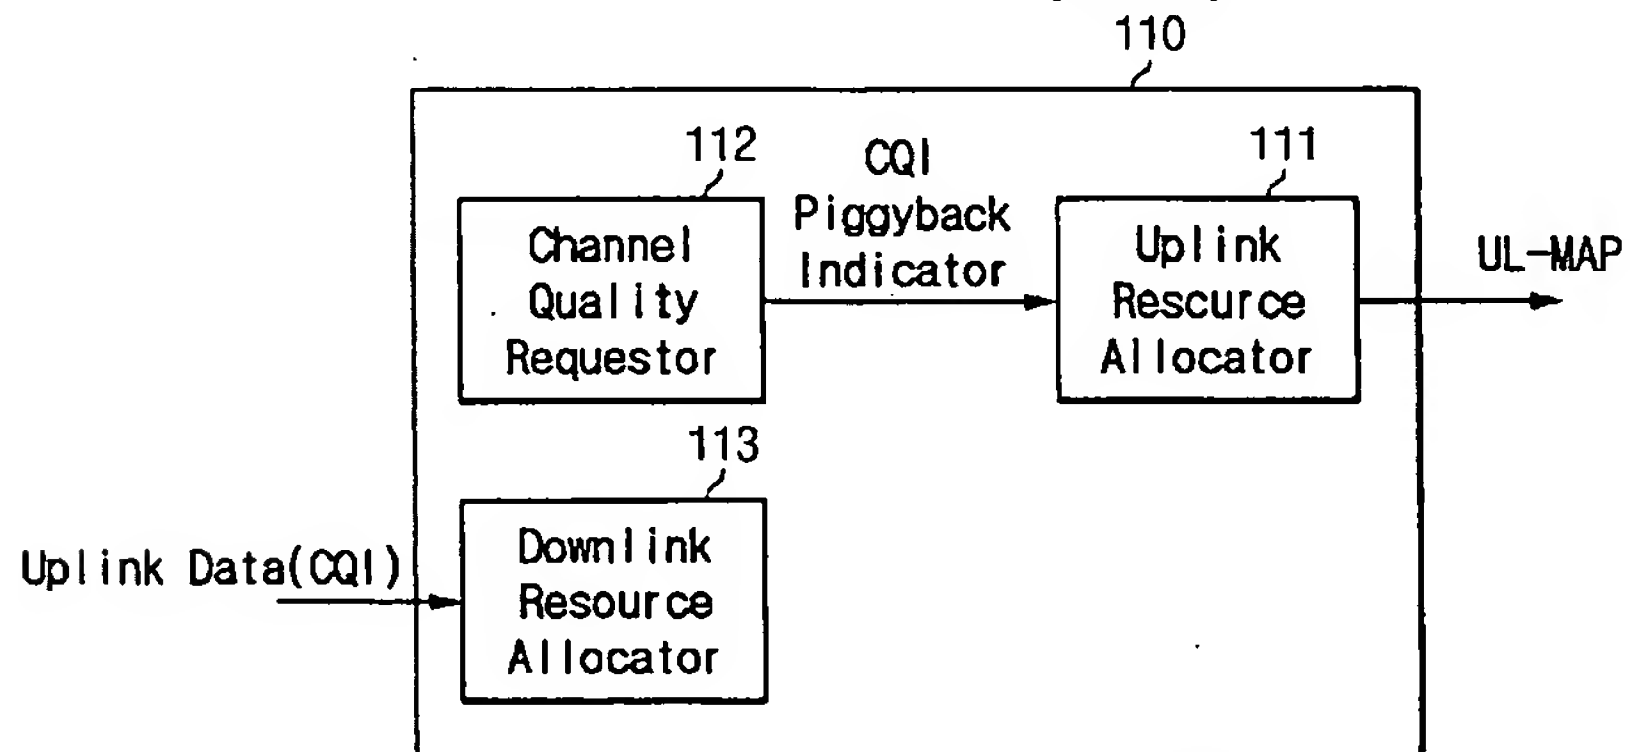 110
112
CQI
Piggyback
Indicator
111
Channel
Quality
Requestor
Uplink
Rescurce
Allocator
UL-MAP
113
Uplink Data(CQI)
Downlink
Resource
Allocator